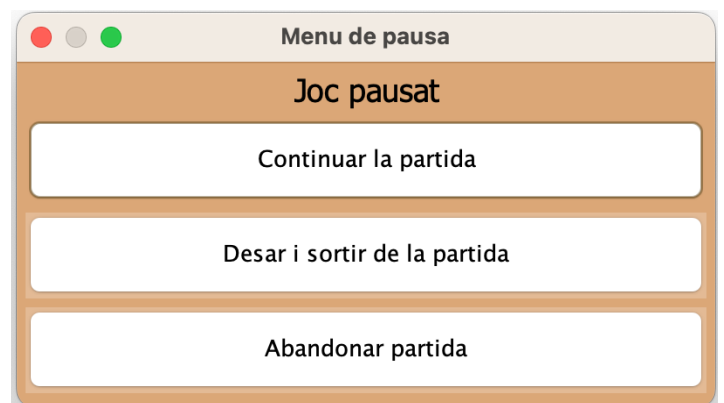 Menu de pausa
Joc pausat
Continuar la partida
Desar i sortir de la partida
Abandonar partida